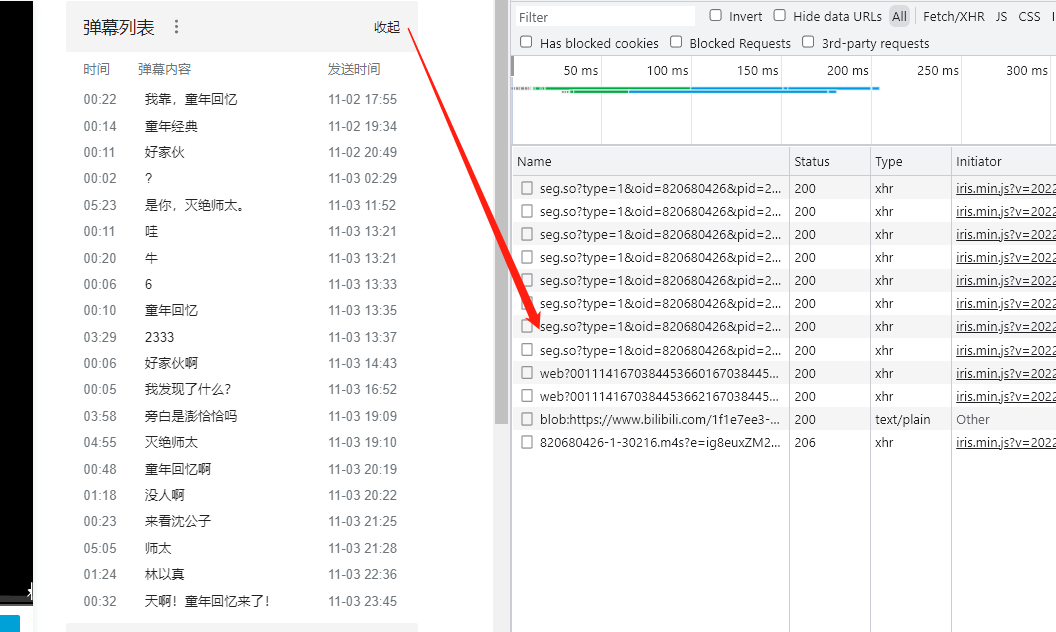 弹幕列表 收起
时间 弹幕内容 发送时间
00:22 我靠，童年回忆 11-02 17:55
00:14 童年经典 11-02 19:34
00:11 好家伙 11-02 20:49
00:02 ? 11-03 02:29
05:23 是你，灭绝师太。 11-03 11:52
00:11 哇 11-03 13:21
00:20 牛 11-03 13:21
00:06 6 11-03 13:33
00:10 童年回忆 11-03 13:35
03:29 2333 11-03 13:37
00:06 好家伙啊 11-03 14:43
00:05 我发现了什么? 11-03 16:52
03:58 旁白是澎恰恰吗 11-03 19:09
04:55 灭绝师太 11-03 19:10
00:48 童年回忆啊 11-03 20:19
01:18 没人啊 11-03 20:22
00:23 来看沈公子 11-03 21:25
05:05 师太 11-03 21:28
01:24 林以真 11-03 22:36
00:32 天啊！童年回忆来了！ 11-03 23:45
Filter Invert Hide data URLs All Fetch/XHR JS CSS I
Has blocked cookies Blocked Requests 3rd-party requests
50 ms 100 ms 150 ms 200 ms 250 ms 300 ms
Name Status Type Initiator
seg.so?type=1&oid=820680426&pid=2... 200 xhr iris.min.js?v=2022
seg.so?type=1&oid=820680426&pid=2... 200 xhr iris.min.js?v=2022
seg.so?type=1&oid=820680426&pid=2... 200 xhr iris.min.js?v=2022
seg.so?type=1&oid=820680426&pid=2... 200 xhr iris.min.js?v=2022
seg.so?type=1&oid=820680426&pid=2... 200 xhr iris.min.js?v=2022
seg.so?type=1&oid=820680426&pid=2... 200 xhr iris.min.js?v=2022
seg.so?type=1&oid=820680426&pid=2... 200 xhr iris.min.js?v=2022
seg.so?type=1&oid=820680426&pid=2... 200 xhr iris.min.js?v=2022
web?0011141670384453660167038445... 200 xhr iris.min.js?v=2022
web?0011141670384453662167038445... 200 xhr iris.min.js?v=2022
blob:https://www.bilibili.com/1f1e7ee3-... 200 text/plain Other
820680426-1-30216.m4s?e=ig8euxZM2... 206 xhr iris.min.js?v=2022